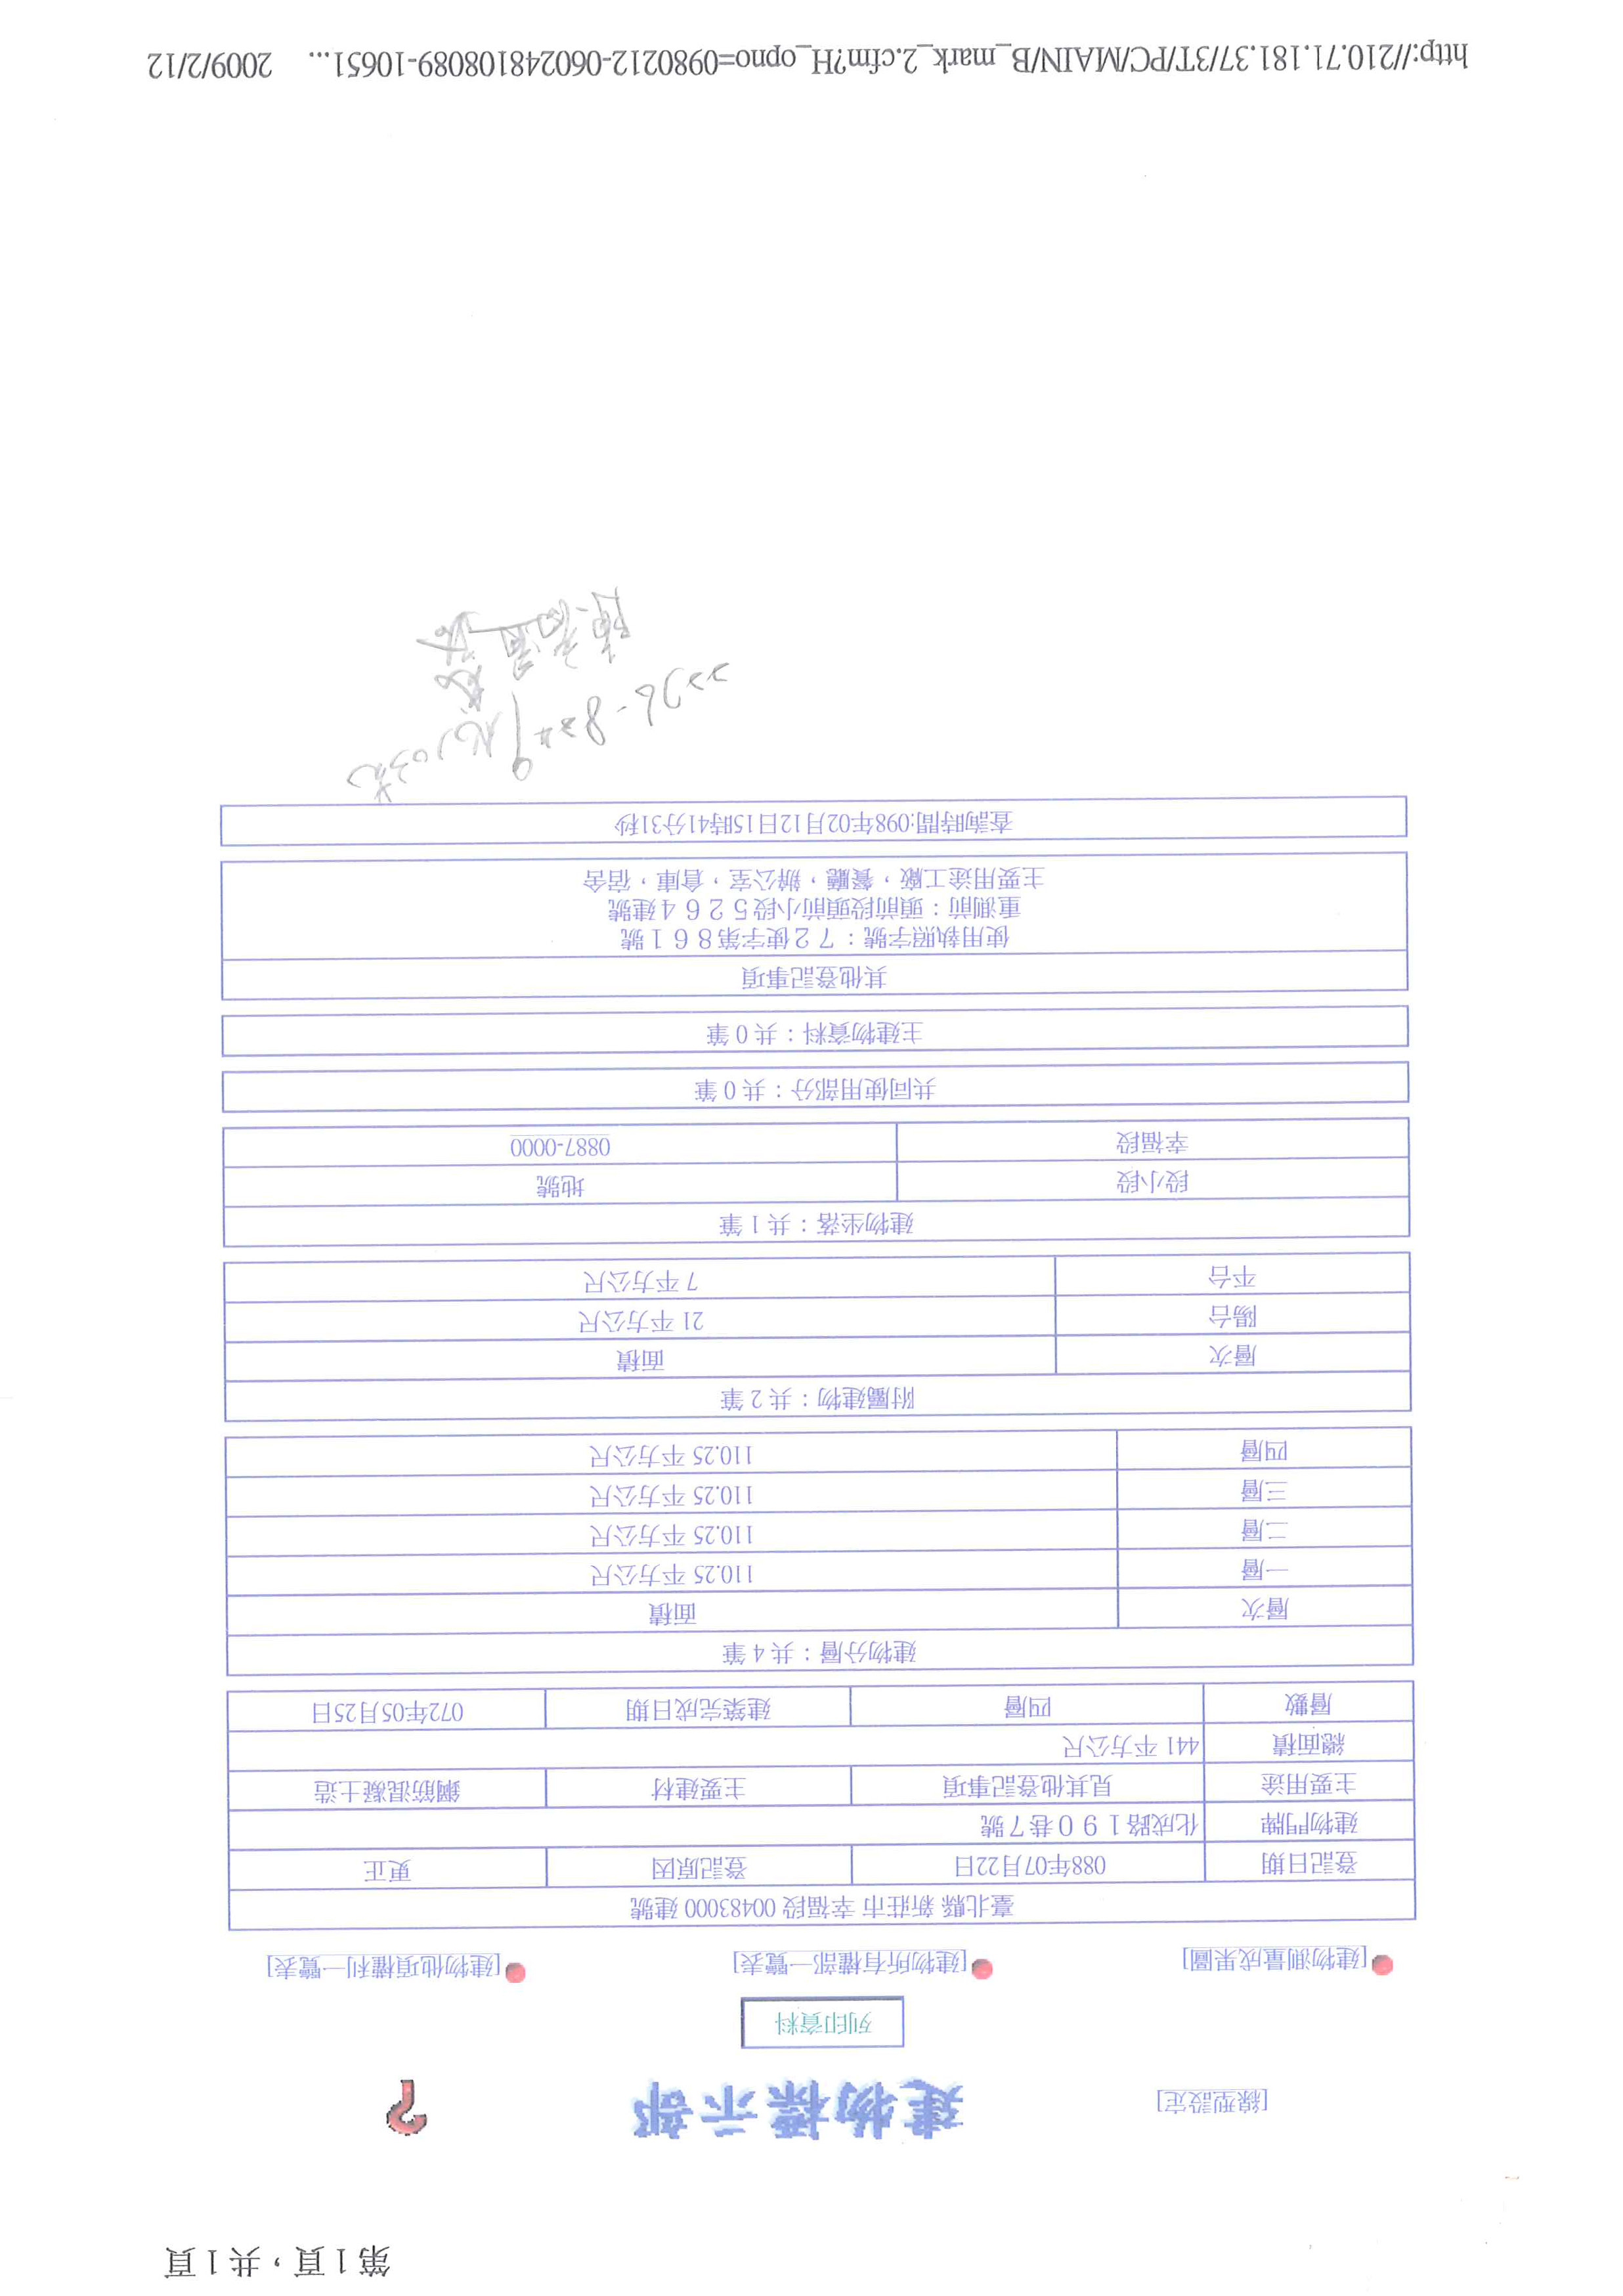 第1頁，共1頁
[線型設定]
建物標示部
?
列印資料
[建物測量成果圖]
[建物所有權部一覽表]
[建物他項權利一覽表]
臺北縣 新莊市 幸福段 00483000 建號
登記日期 088年07月22日 登記原因 更正
建物門牌 化成路１９０巷７號
主要用途 見其他登記事項 主要建材 鋼筋混凝土造
總面積 441 平方公尺
層數 四層 建築完成日期 072年05月25日
建物分層：共 4 筆
層次 面積
一層 110.25 平方公尺
二層 110.25 平方公尺
三層 110.25 平方公尺
四層 110.25 平方公尺
附屬建物：共 2 筆
層次 面積
陽台 21 平方公尺
平台 7 平方公尺
建物坐落：共 1 筆
段小段 地號
幸福段 0887-0000
共同使用部分：共 0 筆
主建物資料：共 0 筆
其他登記事項
使用執照字號：７２使字第８６１號
重測前：頭前段頭前小段５２６４建號
主要用途工廠，餐廳，辦公室，倉庫，宿舍
查詢時間:098年02月12日15時41分31秒
http://210.71.181.37/3T/PC/MAIN/B_mark_2.cfm?H_opno=0980212-060248108089-10651... 2009/2/12